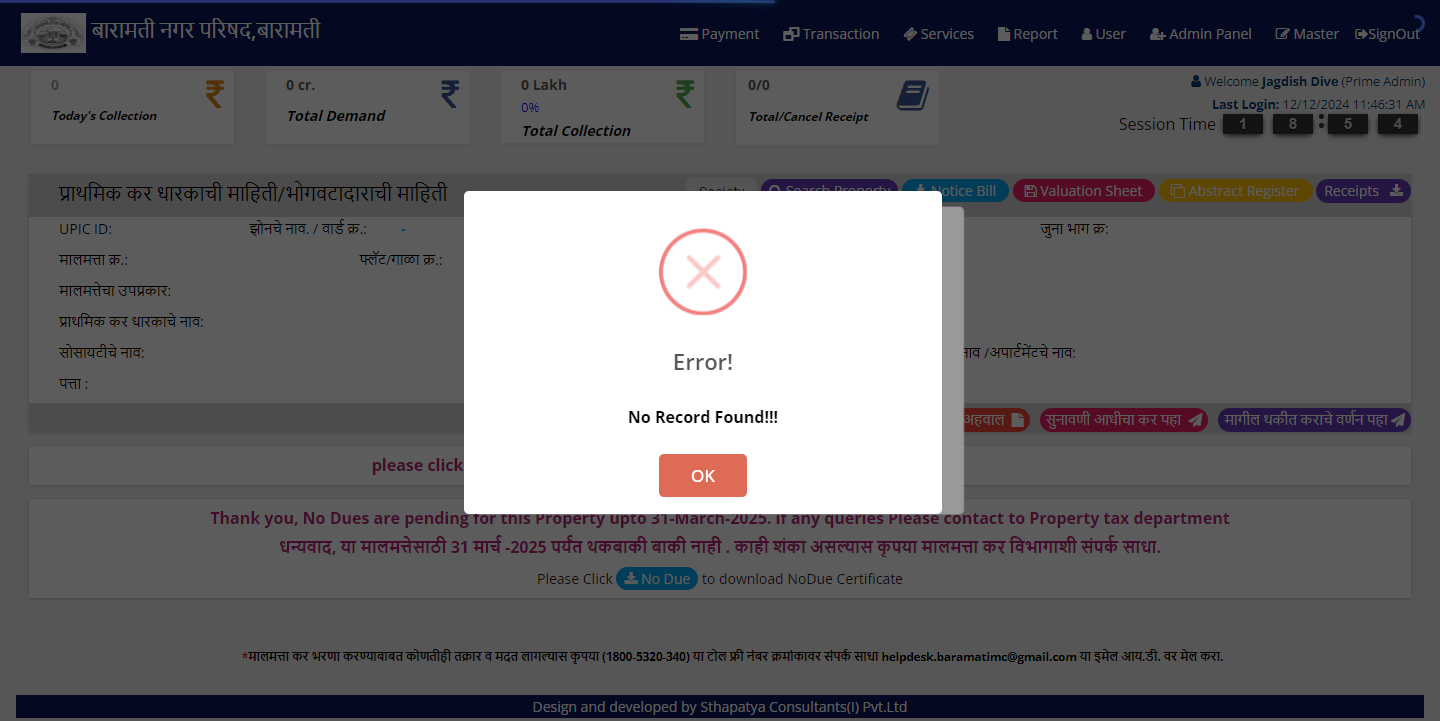 बारामती नगर परिषद,बारामती
Payment Transaction Services Report User Admin Panel Master SignOut
0
Today's Collection
0 cr.
Total Demand
0 Lakh
0%
Total Collection
0/0
Total/Cancel Receipt
Welcome Jagdish Dive (Prime Admin)
Last Login: 12/12/2024 11:46:31 AM
Session Time 1 8 : 5 4
प्राथमिक कर धारकाची माहिती/भोगवटादाराची माहिती
Society Search Property Notice Bill Valuation Sheet Abstract Register Receipts
UPIC ID: झोनचे नाव. / वार्ड क्र.: - जुना भाग क्र:
मालमत्ता क्र.: फ्लॅट/गाळा क्र.:
मालमत्तेचा उपप्रकार:
प्राथमिक कर धारकाचे नाव:
सोसायटीचे नाव: नाव /अपार्टमेंटचे नाव:
पत्ता :
Error!
No Record Found!!!
OK
अहवाल सुनावणी आधीचा कर पहा मागील थकीत कराचे वर्णन पहा
please click
Thank you, No Dues are pending for this Property upto 31-March-2025. If any queries Please contact to Property tax department
धन्यवाद, या मालमत्तेसाठी 31 मार्च -2025 पर्यंत थकबाकी बाकी नाही . काही शंका असल्यास कृपया मालमत्ता कर विभागाशी संपर्क साधा.
Please Click No Due to download NoDue Certificate
*मालमत्ता कर भरणा करण्याबाबत कोणतीही तक्रार व मदत लागल्यास कृपया (1800-5320-340) या टोल फ्री नंबर क्रमांकावर संपर्क साधा helpdesk.baramatimc@gmail.com या इमेल आय.डी. वर मेल करा.
Design and developed by Sthapatya Consultants(I) Pvt.Ltd